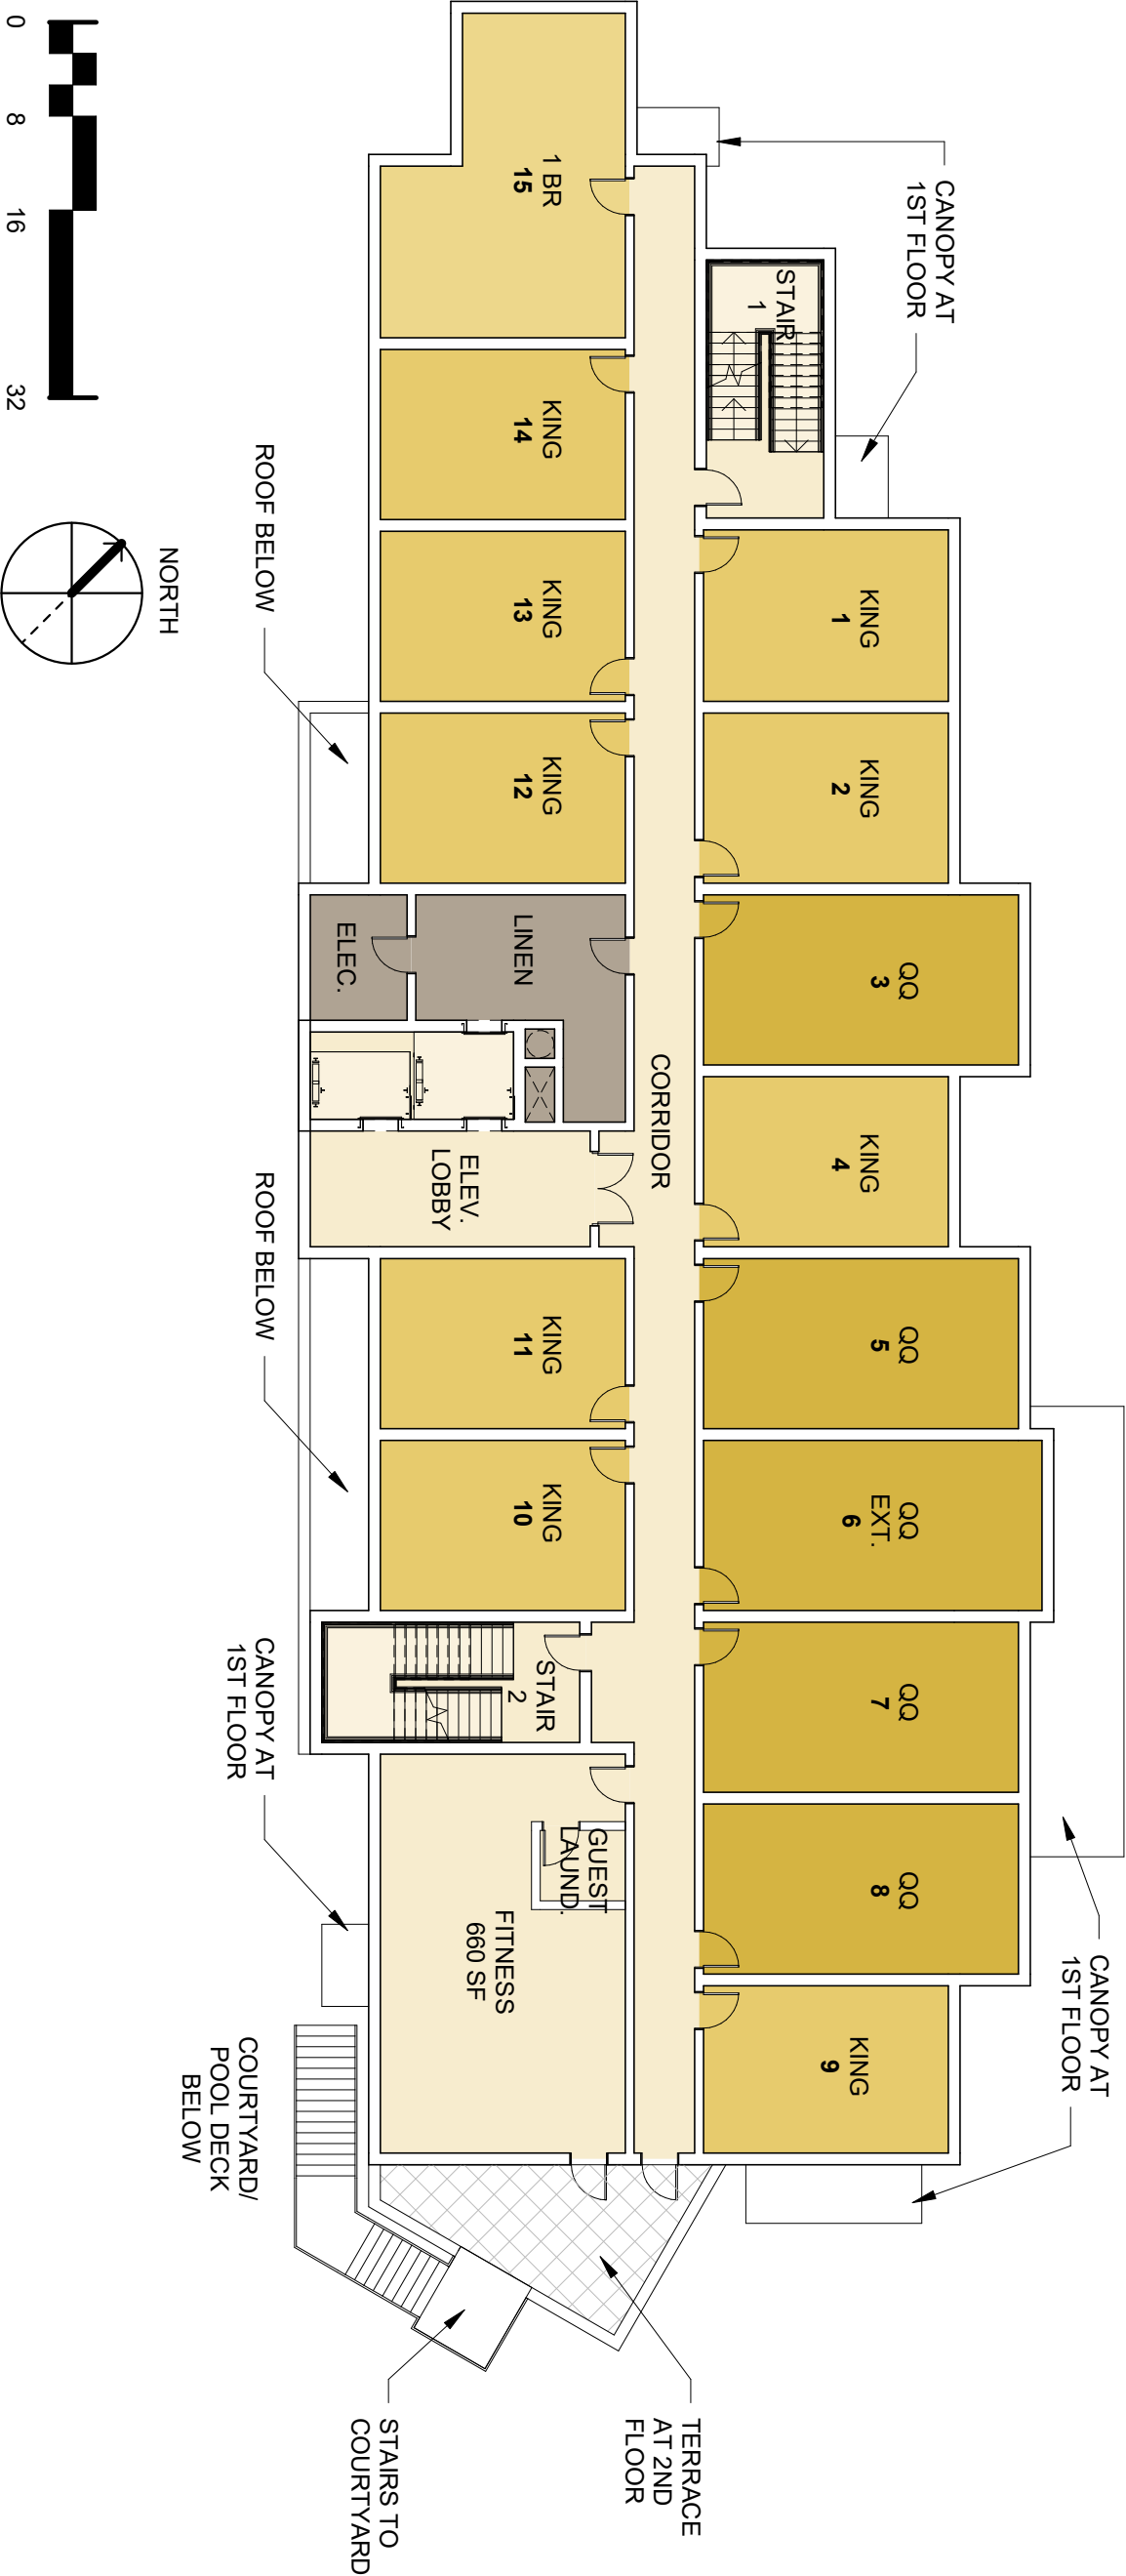 CANOPY AT
1ST FLOOR
CANOPY AT
1ST FLOOR
STAIR
1
KING
1
KING
2
QQ
3
KING
4
QQ
5
QQ
EXT.
6
QQ
7
QQ
8
KING
9
CORRIDOR
1 BR
15
KING
14
KING
13
KING
12
LINEN
ELEC.
ELEV.
LOBBY
KING
11
KING
10
STAIR
2
GUEST
LAUND.
FITNESS
660 SF
TERRACE
AT 2ND
FLOOR
ROOF BELOW
ROOF BELOW
CANOPY AT
1ST FLOOR
COURTYARD/
POOL DECK
BELOW
STAIRS TO
COURTYARD
NORTH
0 8 16 32